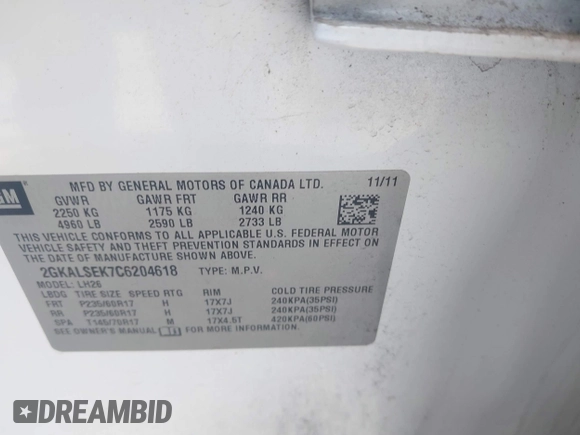 GM
MFD BY GENERAL MOTORS OF CANADA LTD. 11/11
GVWR GAWR FRT GAWR RR
2250 KG 1175 KG 1240 KG
4960 LB 2590 LB 2733 LB
THIS VEHICLE CONFORMS TO ALL APPLICABLE U.S. FEDERAL MOTOR
VEHICLE SAFETY AND THEFT PREVENTION STANDARDS IN EFFECT ON
THE DATE OF MANUFACTURE SHOWN ABOVE.
2GKALSEK7C6204618 TYPE: M.P.V.
MODEL: LH26
LBDG TIRE SIZE SPEED RTG RIM COLD TIRE PRESSURE
FRT P235/60R17 H 17X7J 240KPA(35PSI)
RR P235/60R17 H 17X7J 240KPA(35PSI)
SPA T145/70R17 M 17X4.5T 420KPA(60PSI)
SEE OWNER'S MANUAL FOR MORE INFORMATION
DREAMBID